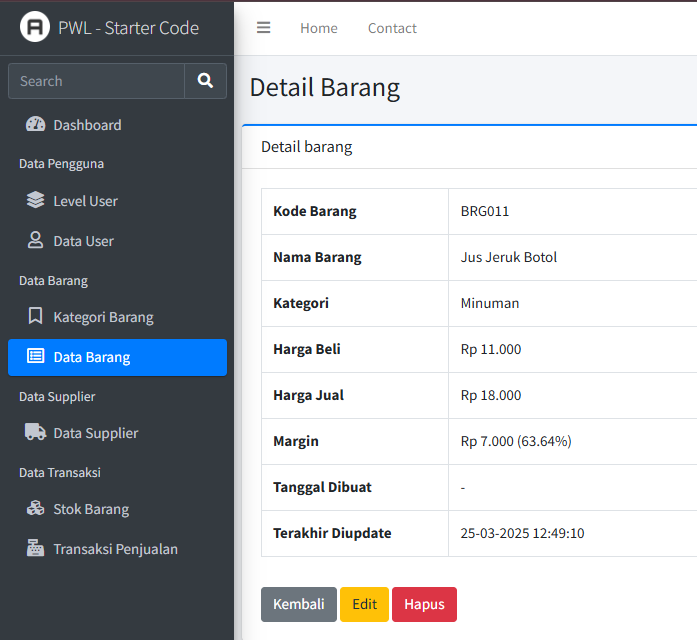 PWL - Starter Code
Home
Contact
Search
Dashboard
Data Pengguna
Level User
Data User
Data Barang
Kategori Barang
Data Barang
Data Supplier
Data Supplier
Data Transaksi
Stok Barang
Transaksi Penjualan
Detail Barang
Detail barang
Kode Barang BRG011
Nama Barang Jus Jeruk Botol
Kategori Minuman
Harga Beli Rp 11.000
Harga Jual Rp 18.000
Margin Rp 7.000 (63.64%)
Tanggal Dibuat -
Terakhir Diupdate 25-03-2025 12:49:10
Kembali Edit Hapus